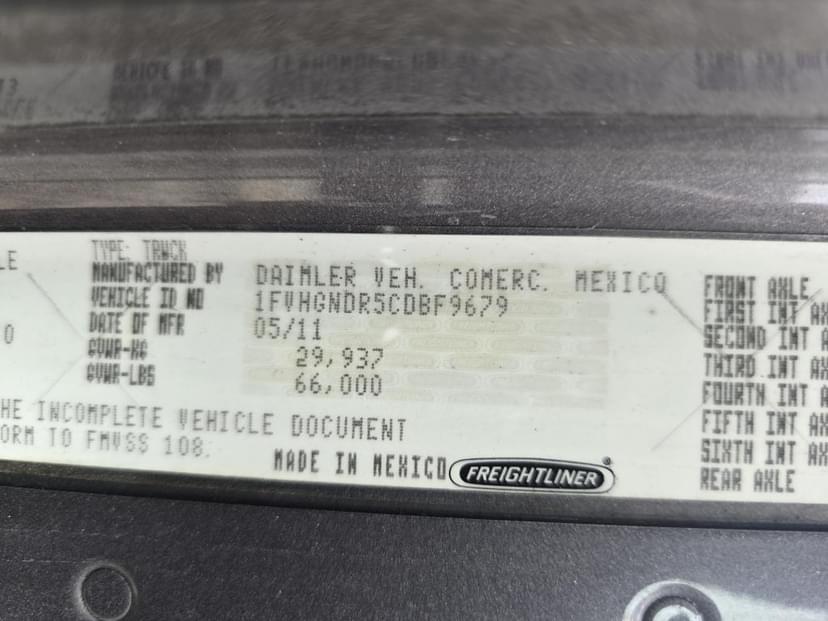 LE
TYPE: TRUCK
MANUFACTURED BY DAIMLER VEH. COMERC. MEXICO
VEHICLE ID NO 1FVHGNDR5CDBF9679
DATE OF MFR 05/11
0
GVWR-KG 29,937
GVWR-LBS 66,000
HE INCOMPLETE VEHICLE DOCUMENT
ORM TO FMVSS 108.
MADE IN MEXICO FREIGHTLINER®
FRONT AXLE
FIRST INT AX
SECOND INT A
THIRD INT AX
FOURTH INT A
FIFTH INT AX
SIXTH INT AX
REAR AXLE